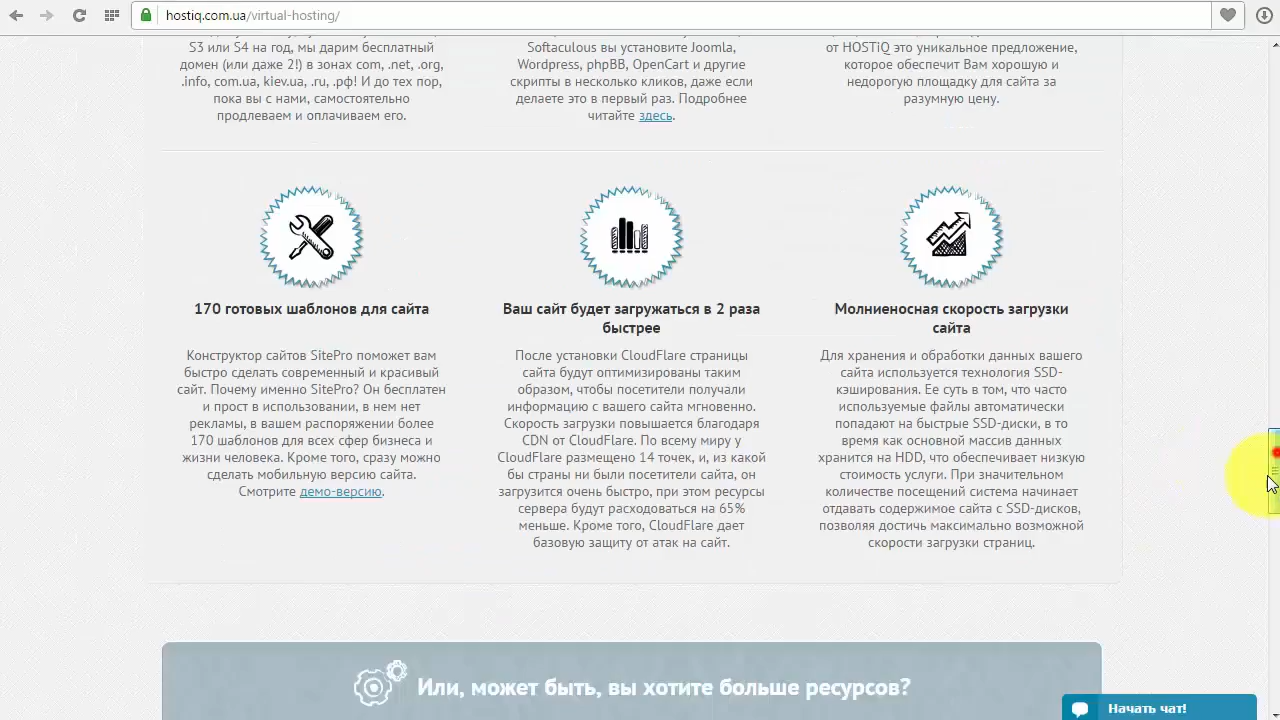 hostiq.com.ua/virtual-hosting/
S3 или S4 на год, мы дарим бесплатный
домен (или даже 2!) в зонах com, .net, .org,
.info, com.ua, kiev.ua, .ru, .рф! И до тех пор,
пока вы с нами, самостоятельно
продлеваем и оплачиваем его.
Softaculous вы установите Joomla,
Wordpress, phpBB, OpenCart и другие
скрипты в несколько кликов, даже если
делаете это в первый раз. Подробнее
читайте здесь.
от HOSTiQ это уникальное предложение,
которое обеспечит Вам хорошую и
недорогую площадку для сайта за
разумную цену.
170 готовых шаблонов для сайта
Конструктор сайтов SitePro поможет вам
быстро сделать современный и красивый
сайт. Почему именно SitePro? Он бесплатен
и прост в использовании, в нем нет
рекламы, в вашем распоряжении более
170 шаблонов для всех сфер бизнеса и
жизни человека. Кроме того, сразу можно
сделать мобильную версию сайта.
Смотрите демо-версию.
Ваш сайт будет загружаться в 2 раза
быстрее
После установки CloudFlare страницы
сайта будут оптимизированы таким
образом, чтобы посетители получали
информацию с вашего сайта мгновенно.
Скорость загрузки повышается благодаря
CDN от CloudFlare. По всему миру у
CloudFlare размещено 14 точек, и, из какой
бы страны и были посетители сайта, он
загрузится очень быстро, при этом ресурсы
сервера будут расходоваться на 65%
меньше. Кроме того, CloudFlare дает
базовую защиту от атак на сайт.
Молниеносная скорость загрузки
сайта
Для хранения и обработки данных вашего
сайта используется технология SSD-
кэширования. Ее суть в том, что часто
используемые файлы автоматически
попадают на быстрые SSD-диски, в то
время как основной массив данных
хранится на HDD, что обеспечивает низкую
стоимость услуги. При значительном
количестве посещений система начинает
отдавать содержимое сайта с SSD-дисков,
позволяя достичь максимально возможной
скорости загрузки страниц.
Или, может быть, вы хотите больше ресурсов?
Начать чат!